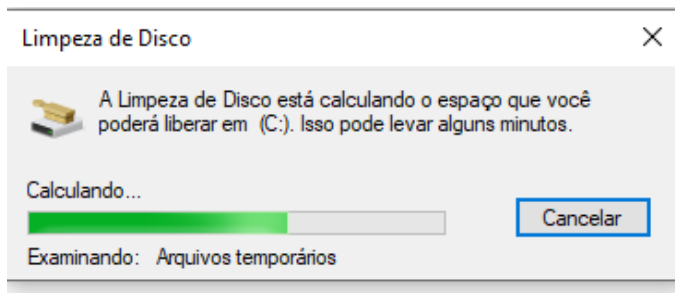 Limpeza de Disco
A Limpeza de Disco está calculando o espaço que você
poderá liberar em (C:). Isso pode levar alguns minutos.
Calculando...
Cancelar
Examinando: Arquivos temporários